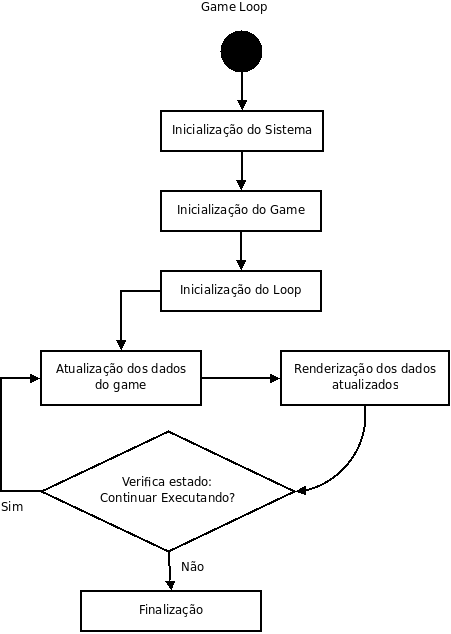 Game Loop
Inicialização do Sistema
Inicialização do Game
Inicialização do Loop
Atualização dos dados
do game
Renderização dos dados
atualizados
Verifica estado:
Continuar Executando?
Sim
Não
Finalização